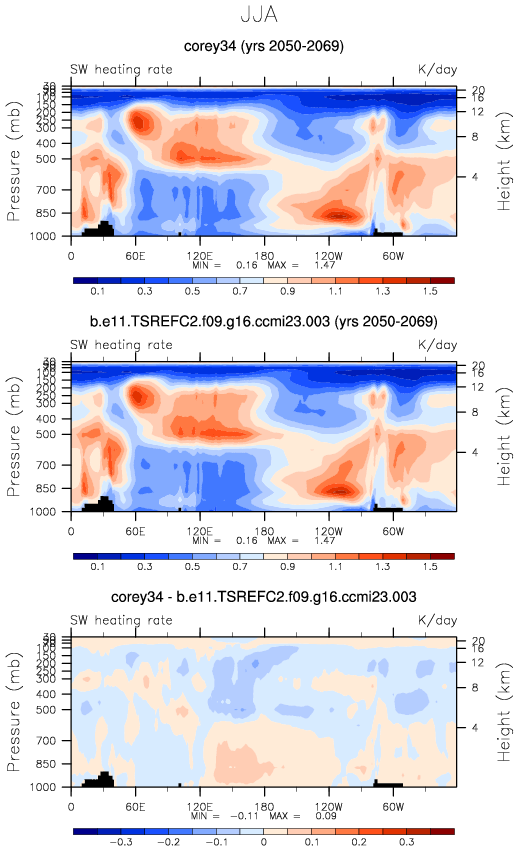 JJA
corey34 (yrs 2050-2069)
SW heating rate K/day
Pressure (mb)
30
100
150
200
250
300
400
500
700
850
1000
20
16
12
8
4
Height (km)
0 60E 120E 180 120W 60W
MIN = 0.16 MAX = 1.47
0.1 0.3 0.5 0.7 0.9 1.1 1.3 1.5
b.e11.TSREFC2.f09.g16.ccmi23.003 (yrs 2050-2069)
SW heating rate K/day
Pressure (mb)
30
100
150
200
250
300
400
500
700
850
1000
20
16
12
8
4
Height (km)
0 60E 120E 180 120W 60W
MIN = 0.16 MAX = 1.47
0.1 0.3 0.5 0.7 0.9 1.1 1.3 1.5
corey34 - b.e11.TSREFC2.f09.g16.ccmi23.003
SW heating rate K/day
Pressure (mb)
30
100
150
200
250
300
400
500
700
850
1000
20
16
12
8
4
Height (km)
0 60E 120E 180 120W 60W
MIN = -0.11 MAX = 0.09
-0.3 -0.2 -0.1 0 0.1 0.2 0.3